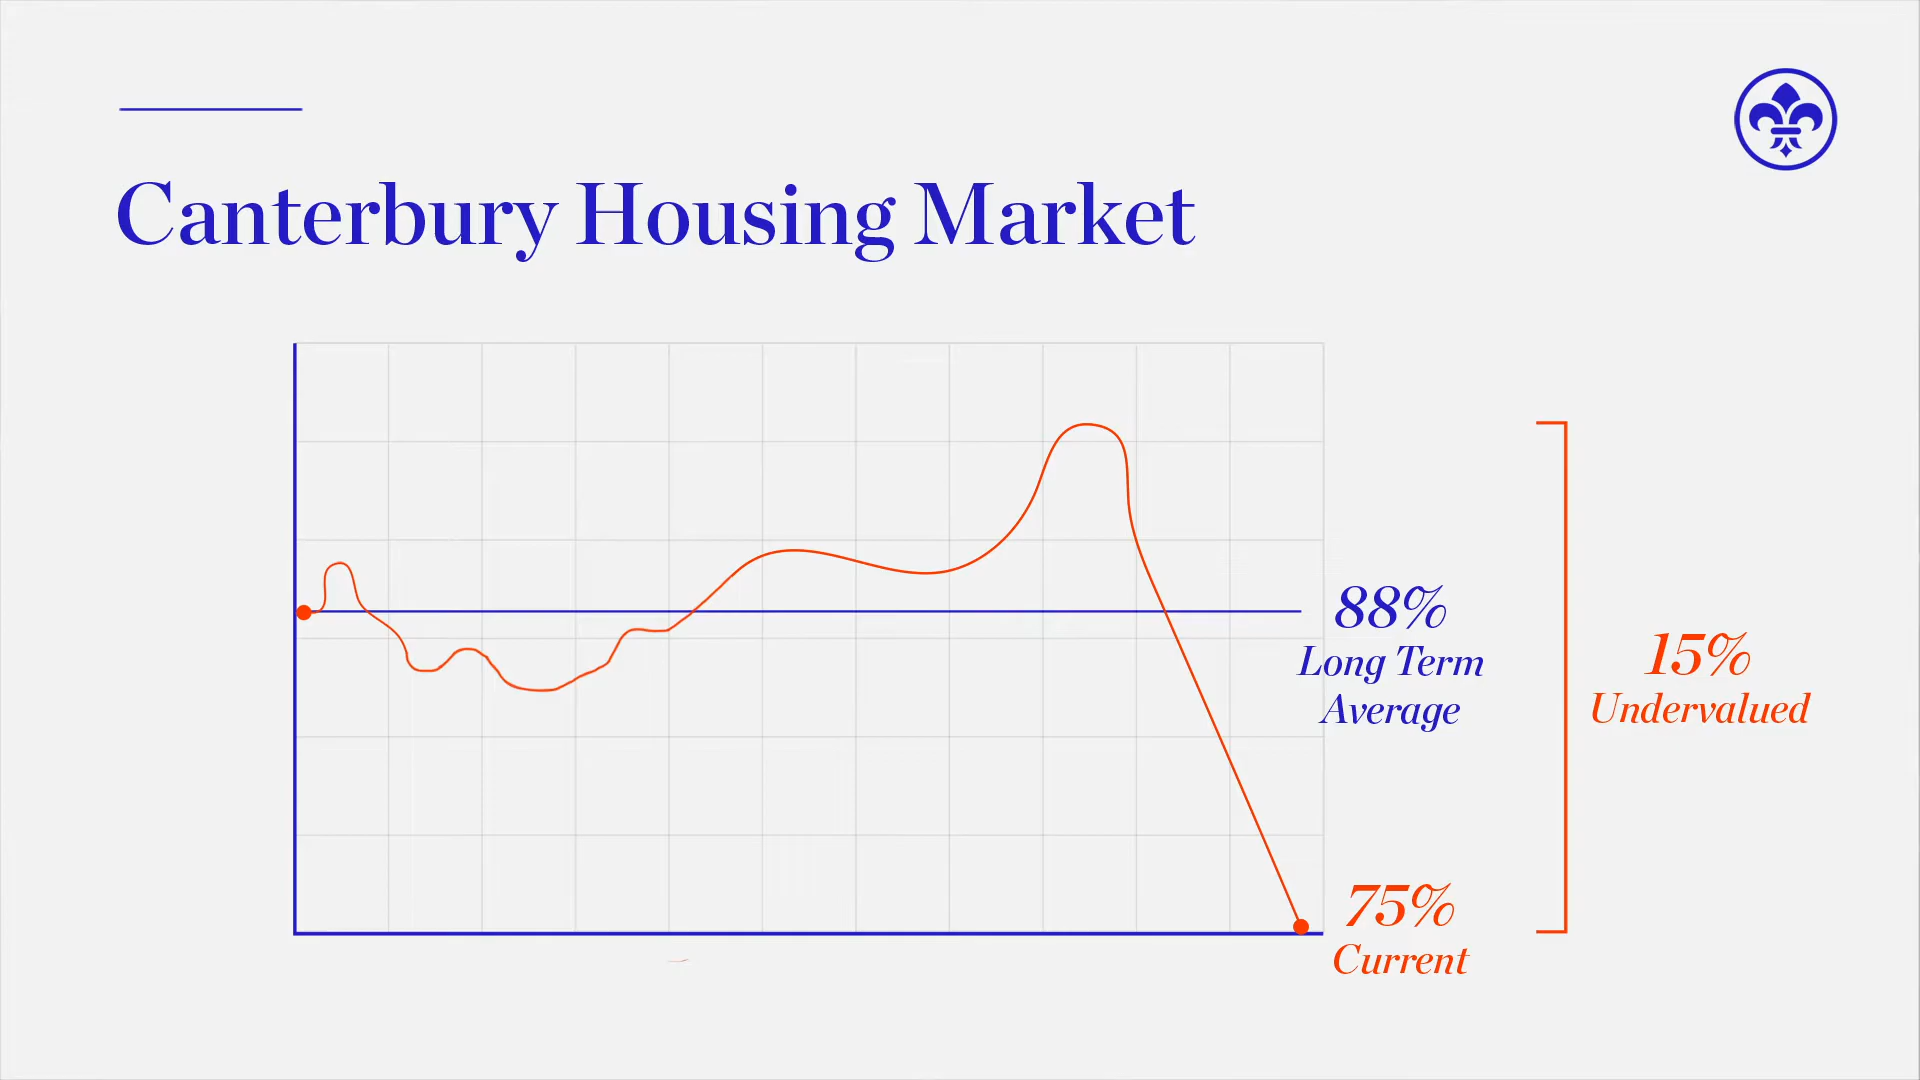 Canterbury Housing Market
88%
Long Term
Average
15%
Undervalued
75%
Current